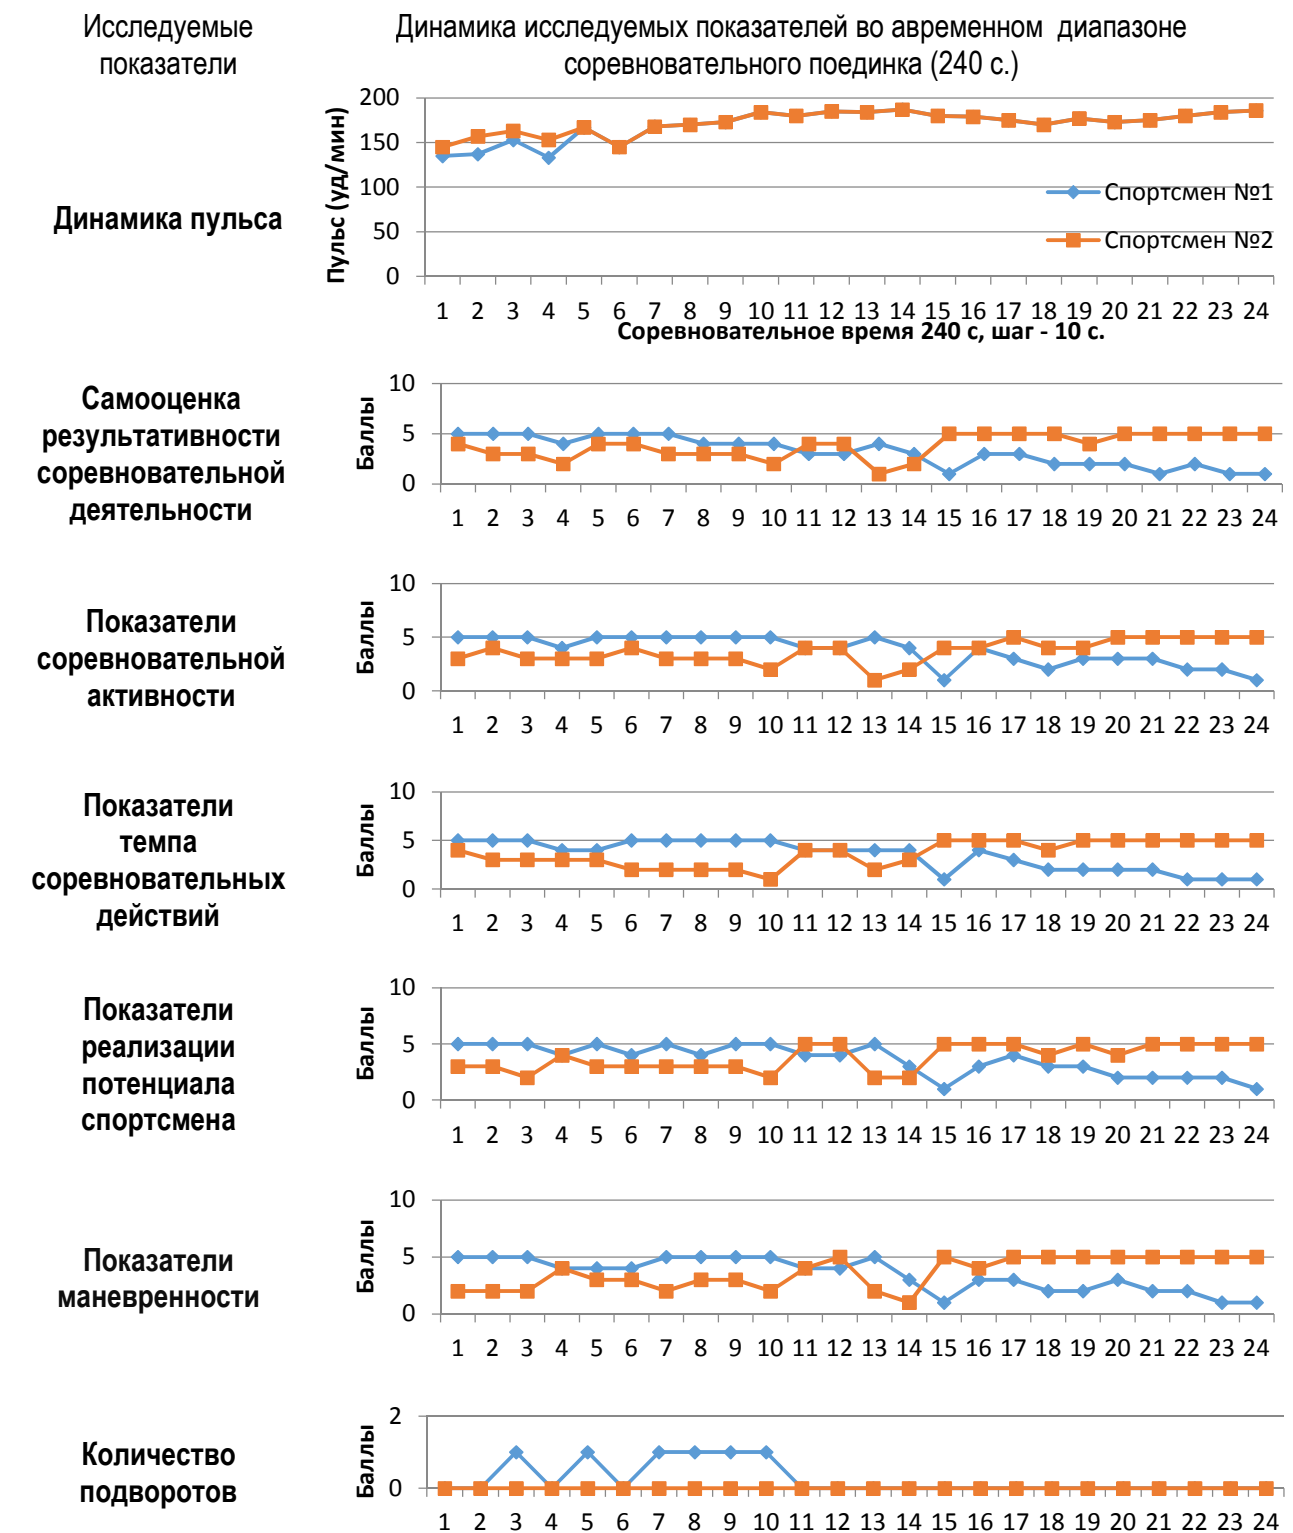 Исследуемые
показатели
Динамика исследуемых показателей во авременном диапазоне
соревновательного поединка (240 с.)
Динамика пульса
Пульс (уд/мин)
200
150
100
50
0
Спортсмен №1
Спортсмен №2
1 2 3 4 5 6 7 8 9 10 11 12 13 14 15 16 17 18 19 20 21 22 23 24
Соревновательное время 240 с, шаг - 10 с.
Самооценка
результативности
соревновательной
деятельности
Баллы
10
5
0
1 2 3 4 5 6 7 8 9 10 11 12 13 14 15 16 17 18 19 20 21 22 23 24
Показатели
соревновательной
активности
Баллы
10
5
0
1 2 3 4 5 6 7 8 9 10 11 12 13 14 15 16 17 18 19 20 21 22 23 24
Показатели
темпа
соревновательных
действий
Баллы
10
5
0
1 2 3 4 5 6 7 8 9 10 11 12 13 14 15 16 17 18 19 20 21 22 23 24
Показатели
реализации
потенциала
спортсмена
Баллы
10
5
0
1 2 3 4 5 6 7 8 9 10 11 12 13 14 15 16 17 18 19 20 21 22 23 24
Показатели
маневренности
Баллы
10
5
0
1 2 3 4 5 6 7 8 9 10 11 12 13 14 15 16 17 18 19 20 21 22 23 24
Количество
подворотов
Баллы
2
0
1 2 3 4 5 6 7 8 9 10 11 12 13 14 15 16 17 18 19 20 21 22 23 24